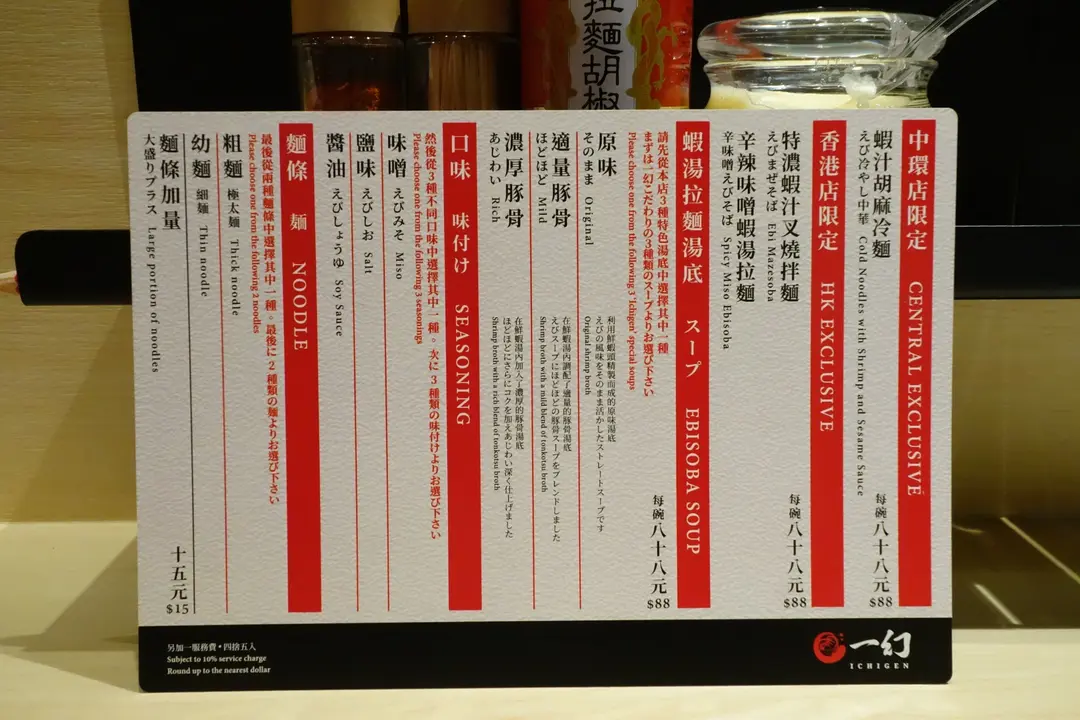 拉麵胡椒
中環店限定 CENTRAL EXCLUSIVE
蝦汁胡麻冷麵
えび冷やし中華 Cold Noodles with Shrimp and Sesame Sauce
每碗八十八元
$88
香港店限定 HK EXCLUSIVE
特濃蝦汁叉燒拌麵
えびまぜそば Ebi Mazesoba
辛辣味噌蝦湯拉麵
辛味噌えびそば Spicy Miso Ebisoba
每碗八十八元
$88
蝦湯拉麵湯底 スープ EBISOBA SOUP
請先從本店3種特色湯底中選擇其中一種
まずは一幻こだわりの3種類のスープよりお選び下さい
Please choose one from the following 3 'Ichigen' special soups
每碗八十八元
$88
原味
そのまま Original
利用鮮蝦頭精製而成的原味湯底
えびの風味をそのまま活かしたストレートスープです
Original shrimp broth
適量豚骨
ほどほど Mild
在鮮蝦湯內調配了適量的豚骨湯底
えびスープにほどほどの豚骨スープをブレンドしました
Shrimp broth with a mild blend of tonkotsu broth
濃厚豚骨
あじわい Rich
在鮮蝦湯內加入了濃厚的豚骨湯底
ほどほどにさらにコクを加えあじわい深く仕上げました
Shrimp broth with a rich blend of tonkotsu broth
口味 味付け SEASONING
然後從3種不同口味中選擇其中一種。次に3種類の味付けよりお選び下さい
Please choose one from the following 3 seasonings
味噌 えびみそ Miso
鹽味 えびしお Salt
醬油 えびしょうゆ Soy Sauce
麵條 麺 NOODLE
最後從兩種麵條中選擇其中一種。最後に2種類の麺よりお選び下さい
Please choose one from the following 2 noodles
粗麵 極太麺 Thick noodle
幼麵 細麺 Thin noodle
麵條加量
大盛りプラス Large portion of noodles
十五元
$15
另加一服務費•四捨五入
Subject to 10% service charge
Round up to the nearest dollar
一幻
ICHIGEN